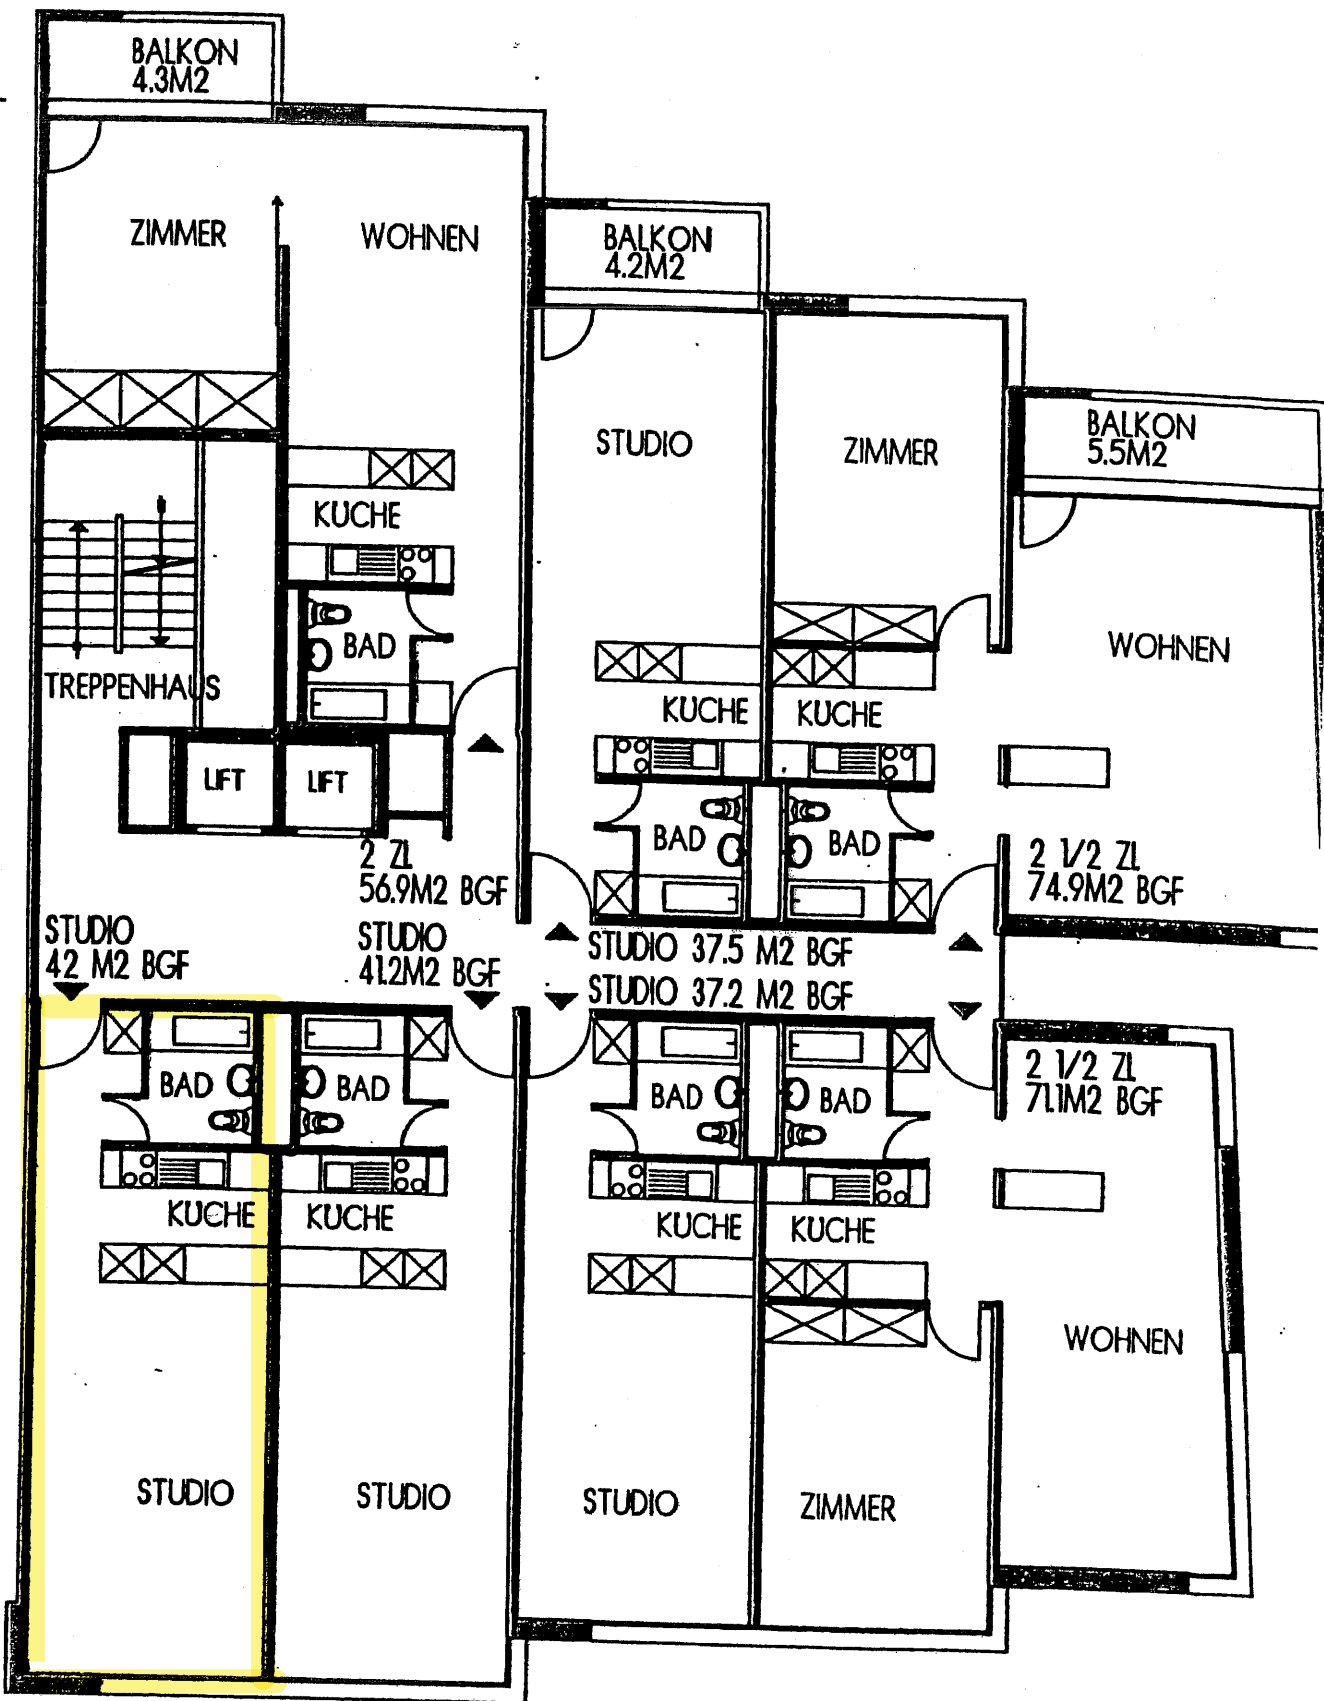 BALKON
4.3M2
ZIMMER
WOHNEN
BALKON
4.2M2
STUDIO
ZIMMER
BALKON
5.5M2
KUCHE
BAD
TREPPENHAUS
WOHNEN
KUCHE
KUCHE
LIFT
LIFT
BAD
BAD
2 ZI.
56.9M2 BGF
2 1/2 ZI.
74.9M2 BGF
STUDIO
42 M2 BGF
STUDIO
41.2M2 BGF
STUDIO 37.5 M2 BGF
STUDIO 37.2 M2 BGF
2 1/2 ZI.
71.1M2 BGF
BAD
BAD
BAD
BAD
KUCHE
KUCHE
KUCHE
KUCHE
WOHNEN
STUDIO
STUDIO
STUDIO
ZIMMER